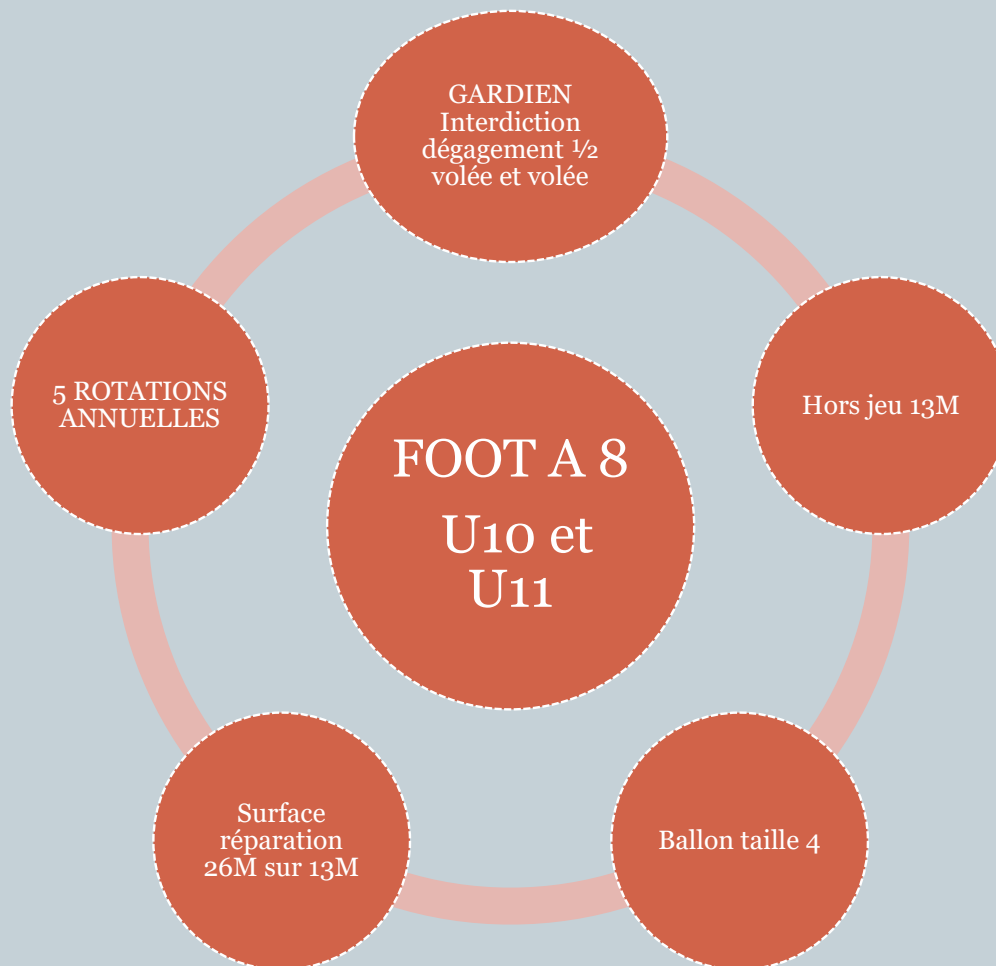 GARDIEN
Interdiction
dégagement ½
volée et volée
5 ROTATIONS
ANNUELLES
Hors jeu 13M
FOOT A 8
U10 et
U11
Surface
réparation
26M sur 13M
Ballon taille 4